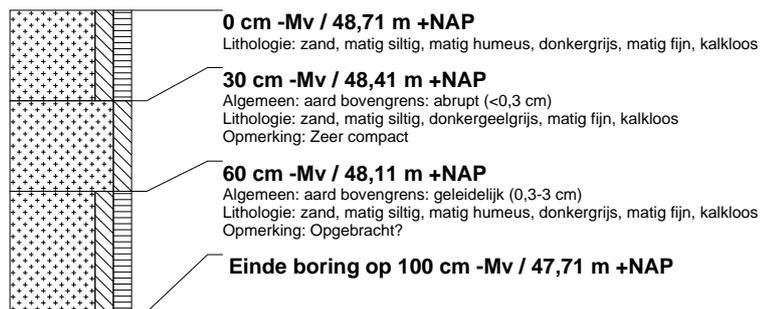 0 cm -Mv / 48,71 m +NAP
Lithologie: zand, matig siltig, matig humeus, donkergrijs, matig fijn, kalkloos
30 cm -Mv / 48,41 m +NAP
Algemeen: aard bovengrens: abrupt (<0,3 cm)
Lithologie: zand, matig siltig, donkergeelgrijs, matig fijn, kalkloos
Opmerking: Zeer compact
60 cm -Mv / 48,11 m +NAP
Algemeen: aard bovengrens: geleidelijk (0,3-3 cm)
Lithologie: zand, matig siltig, matig humeus, donkergrijs, matig fijn, kalkloos
Opmerking: Opgebracht?
Einde boring op 100 cm -Mv / 47,71 m +NAP